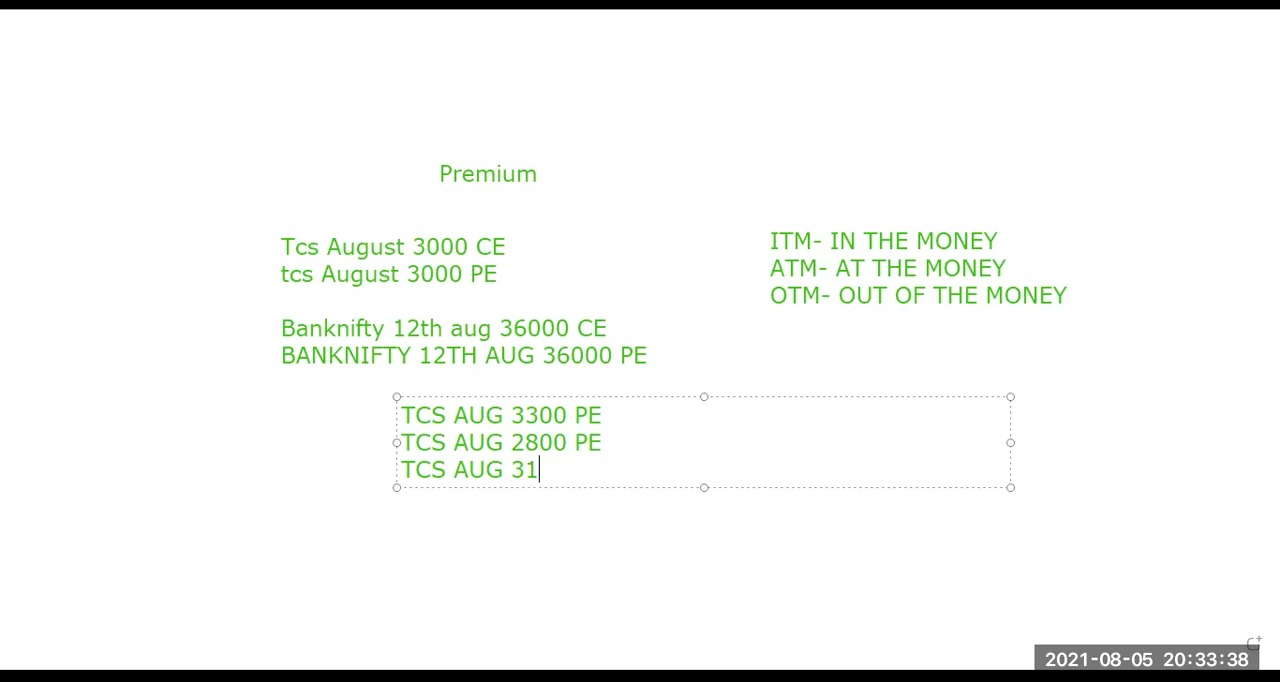 Premium
Tcs August 3000 CE
tcs August 3000 PE
Banknifty 12th aug 36000 CE
BANKNIFTY 12TH AUG 36000 PE
ITM- IN THE MONEY
ATM- AT THE MONEY
OTM- OUT OF THE MONEY
TCS AUG 3300 PE
TCS AUG 2800 PE
TCS AUG 31
2021-08-05 20:33:38